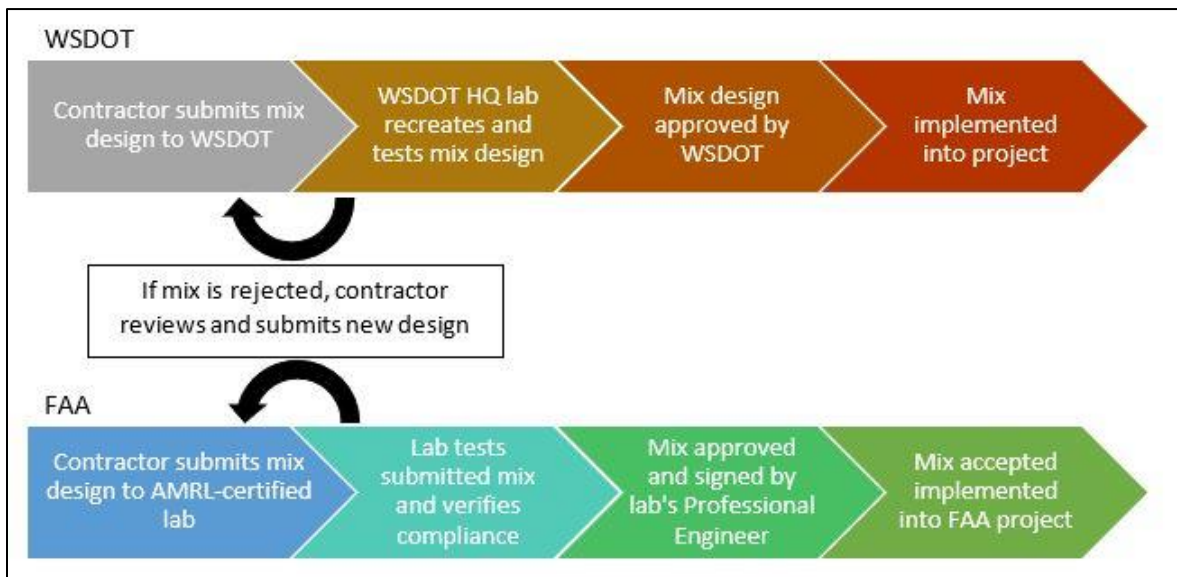 WSDOT
Contractor submits mix
design to WSDOT
WSDOT HQ lab
recreates and
tests mix design
Mix design
approved by
WSDOT
Mix
implemented
into project
If mix is rejected, contractor
reviews and submits new design
FAA
Contractor submits mix
design to AMRL-certified
lab
Lab tests
submitted mix
and verifies
compliance
Mix approved
and signed by
lab's Professional
Engineer
Mix accepted
implemented
into FAA project